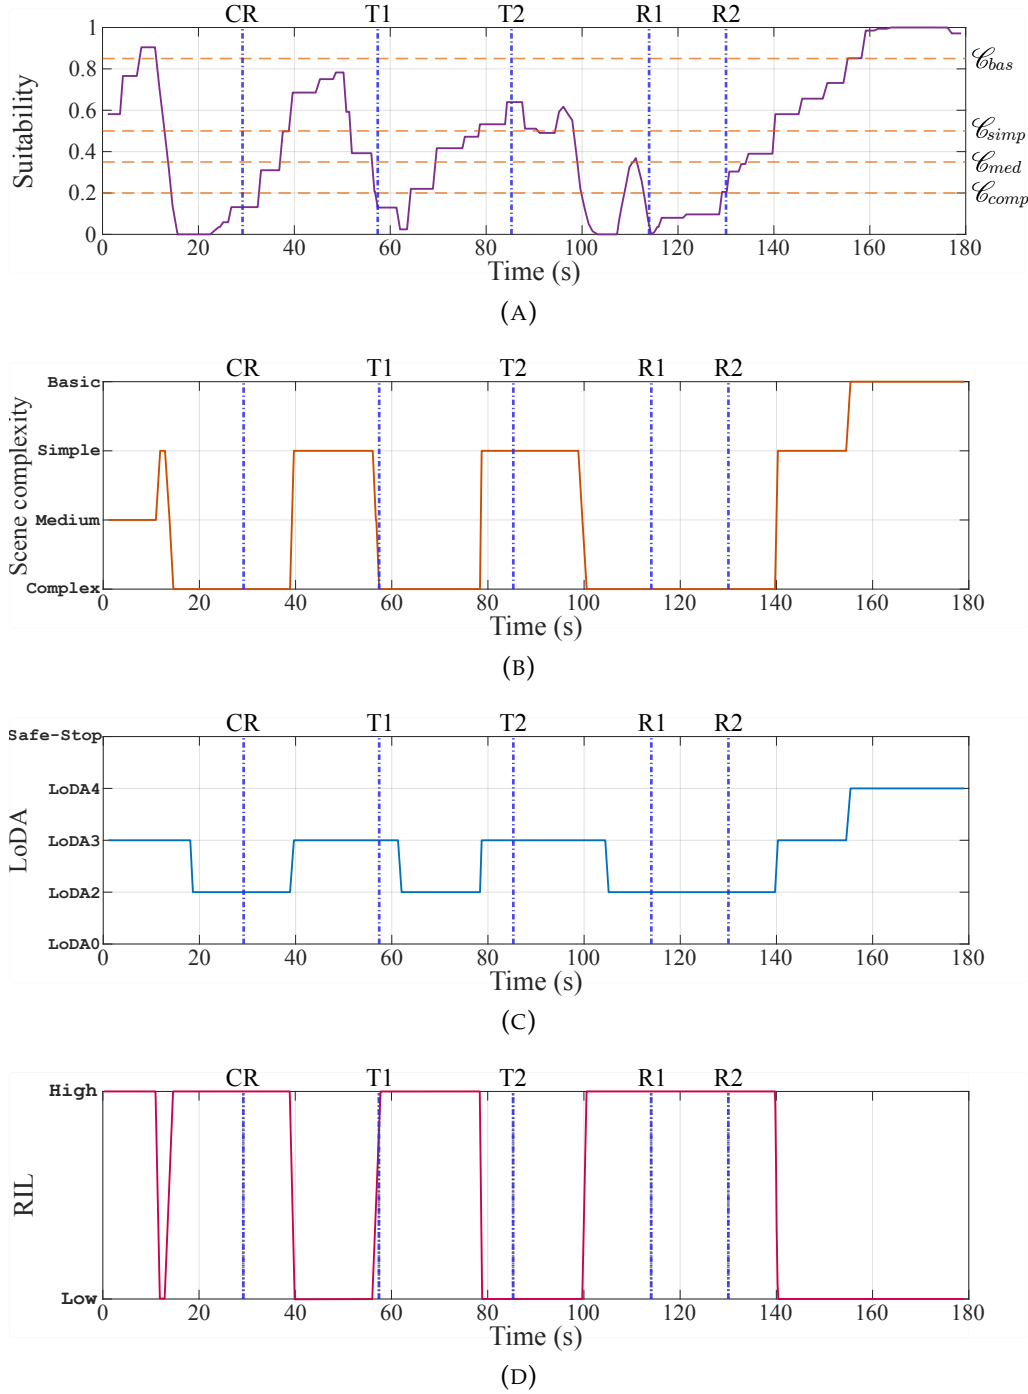 CR T1 T2 R1 R2
1
0.8
0.6
0.4
0.2
0
Suitability
𝒞bas
𝒞simp
𝒞med
𝒞comp
0 20 40 60 80 100 120 140 160 180
Time (s)
(A)
CR T1 T2 R1 R2
Basic
Simple
Medium
Complex
Scene complexity
0 20 40 60 80 100 120 140 160 180
Time (s)
(B)
CR T1 T2 R1 R2
Safe-Stop
LoDA4
LoDA3
LoDA2
LoDA0
LoDA
0 20 40 60 80 100 120 140 160 180
Time (s)
(C)
CR T1 T2 R1 R2
High
Low
RIL
0 20 40 60 80 100 120 140 160 180
Time (s)
(D)